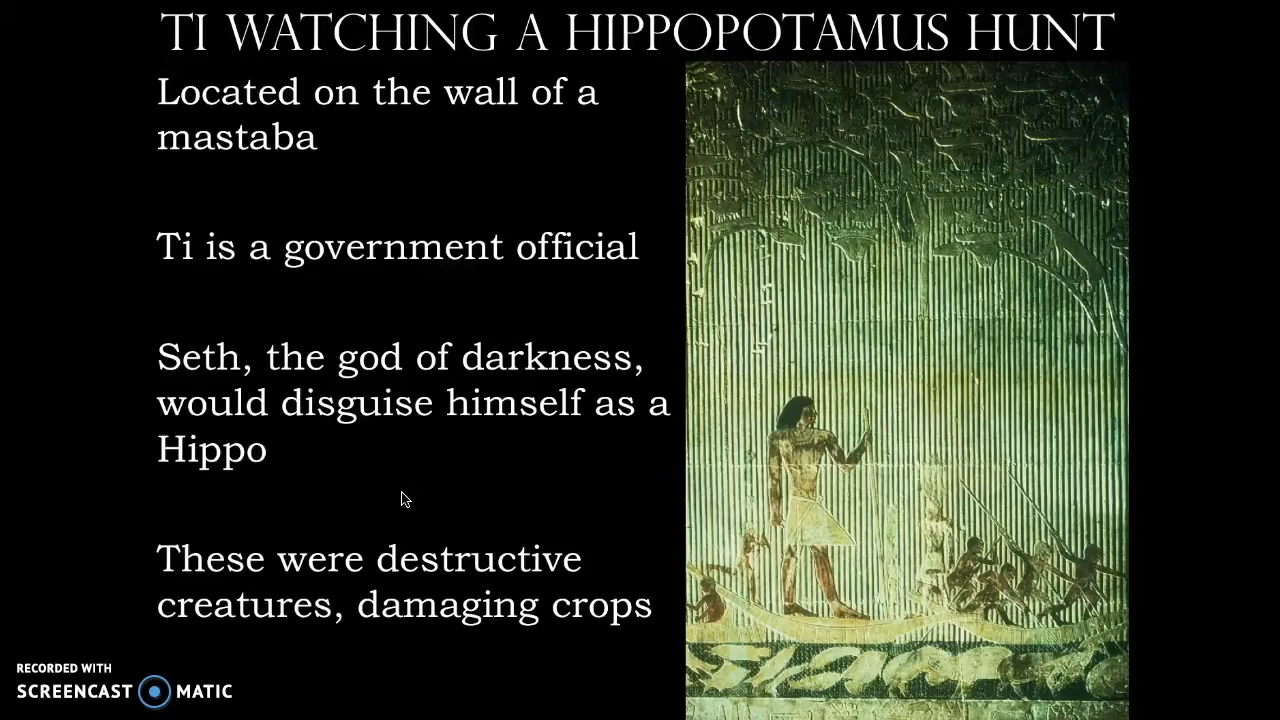 TI WATCHING A HIPPOPOTAMUS HUNT
Located on the wall of a
mastaba
Ti is a government official
Seth, the god of darkness,
would disguise himself as a
Hippo
These were destructive
creatures, damaging crops
RECORDED WITH
SCREENCAST MATIC